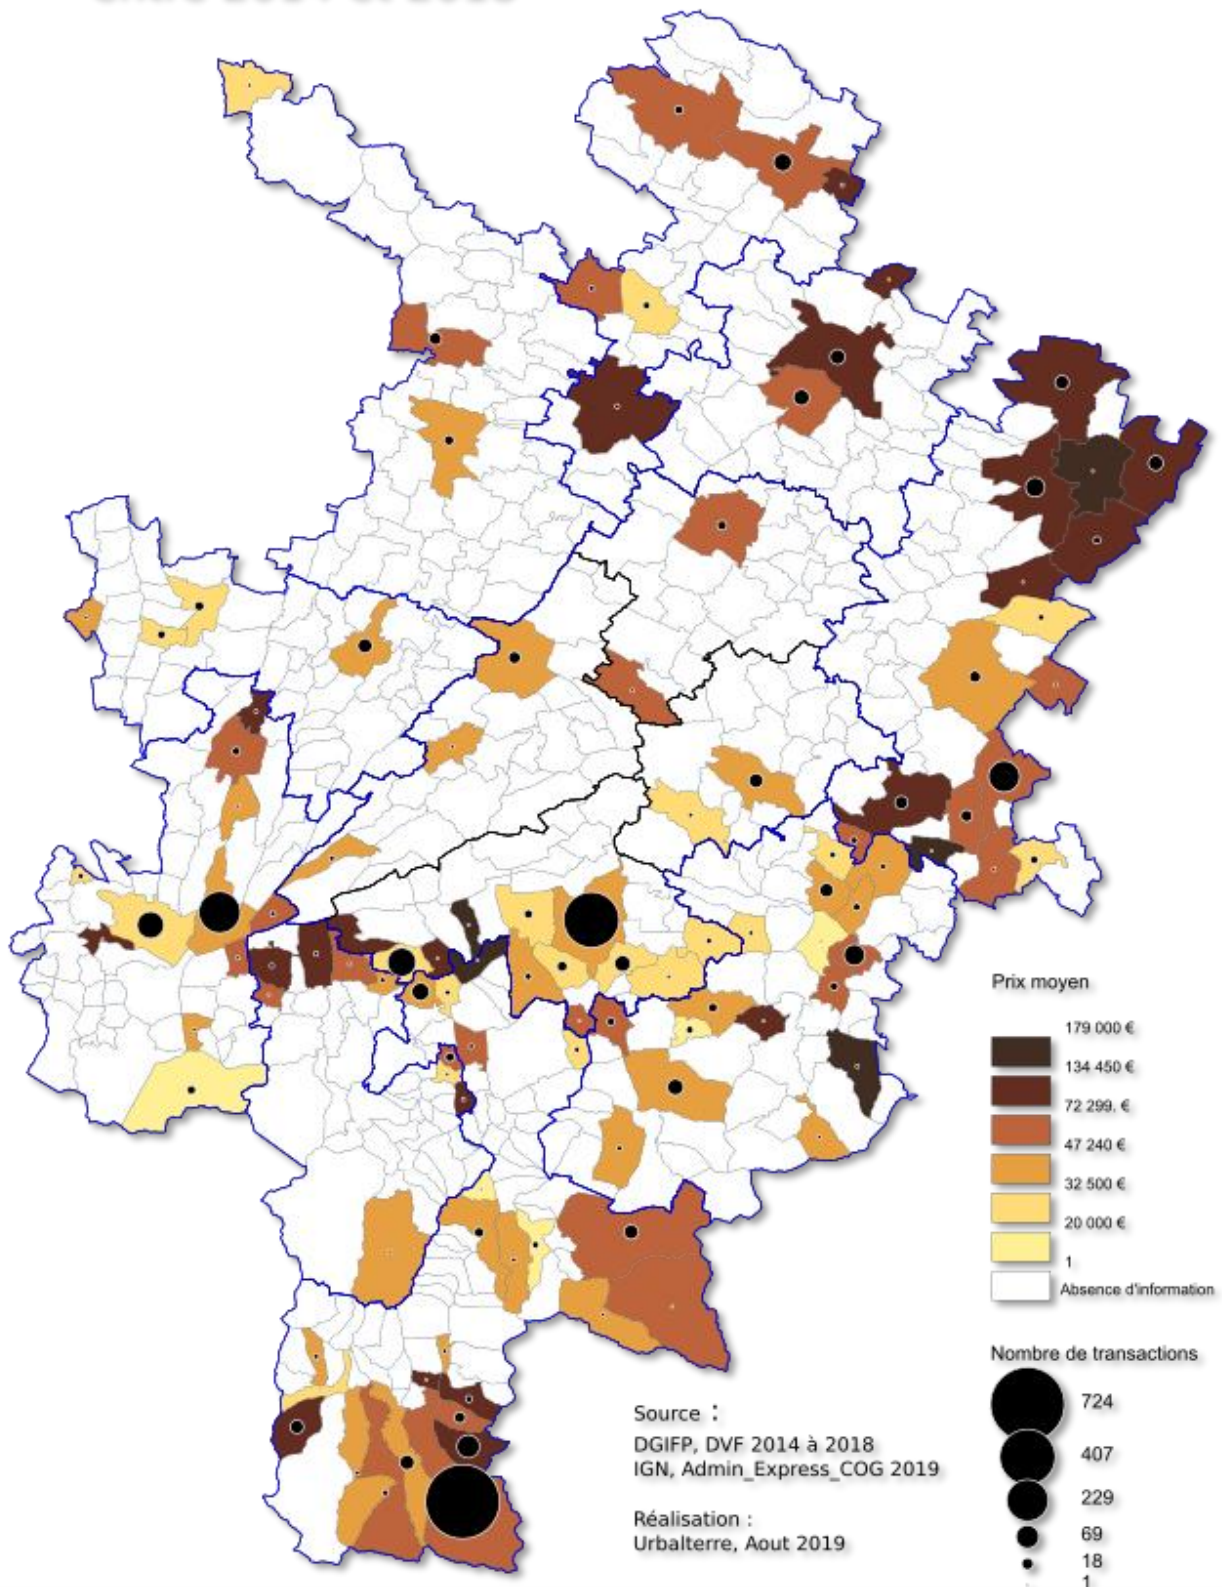 Prix moyen
179 000 €
134 450 €
72 299. €
47 240 €
32 500 €
20 000 €
1
Absence d'information
Nombre de transactions
724
407
229
69
18
1
Source :
DGIFP, DVF 2014 à 2018
IGN, Admin_Express_COG 2019
Réalisation :
Urbalterre, Aout 2019